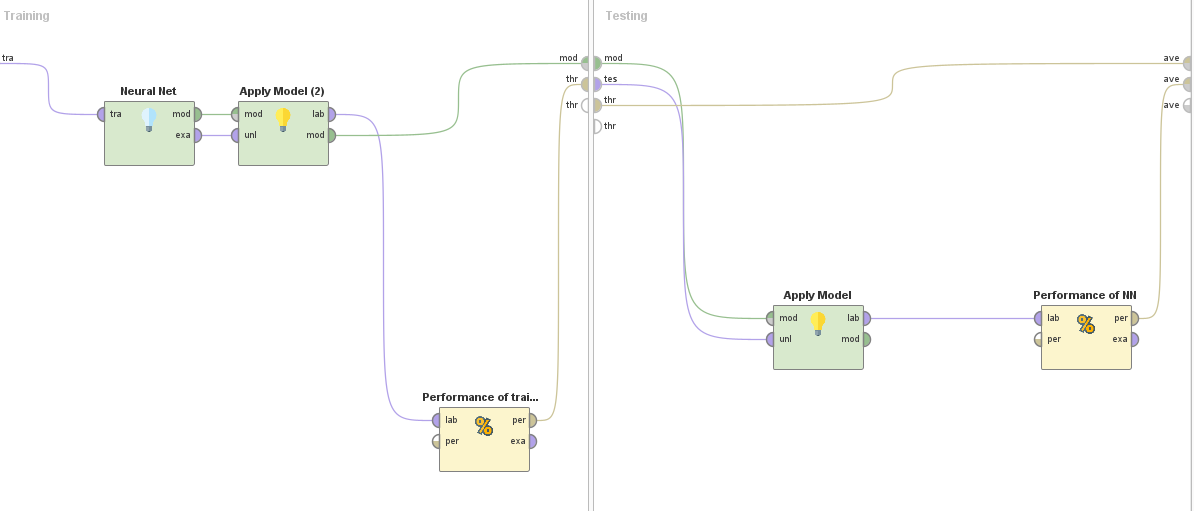 Training
tra
Neural Net
tra
mod
exa
Apply Model (2)
mod
lab
unl
mod
Performance of trai...
lab
per
per
exa
mod
thr
thr
Testing
mod
tes
thr
thr
Apply Model
mod
lab
unl
mod
Performance of NN
lab
per
per
exa
ave
ave
ave